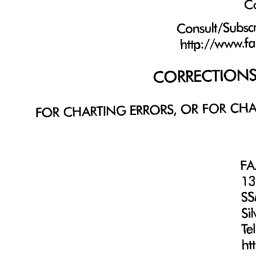 Co
Consult/Subscr
http://www.fa
CORRECTIONS
FOR CHARTING ERRORS, OR FOR CHA
FA
13
SS
Sil
Tel
htt